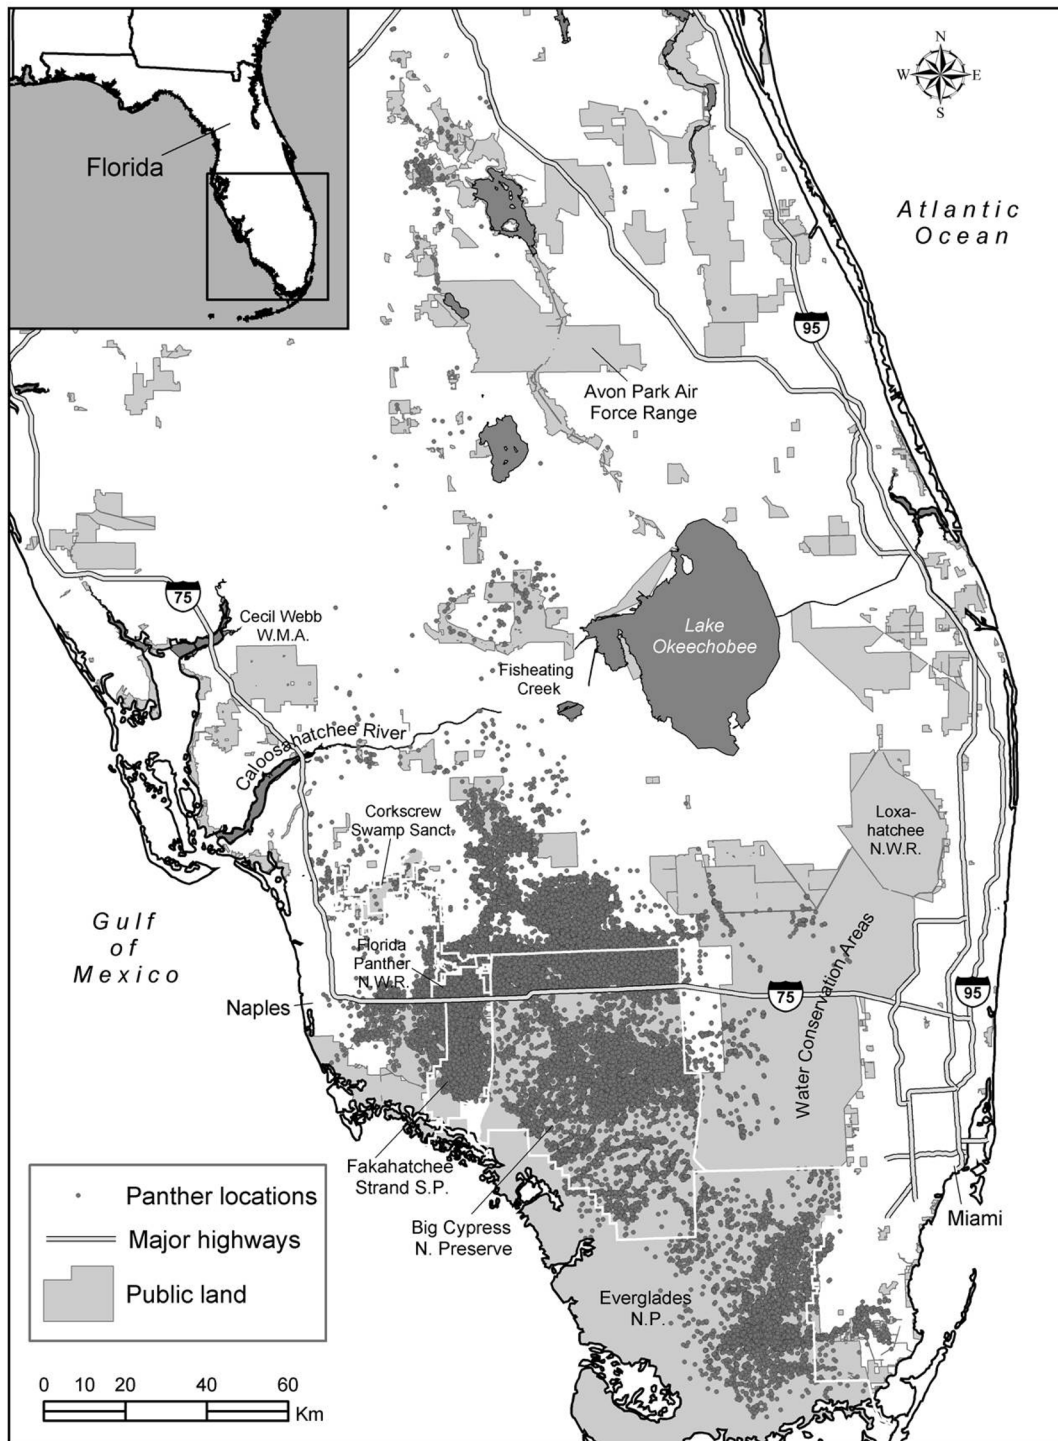 Florida
N
W
E
S
Atlantic
Ocean
95
Avon Park Air
Force Range
75
Cecil Webb
W.M.A.
Lake
Okeechobee
Fisheating
Creek
Caloosahatchee River
Corkscrew
Swamp Sanct.
Loxa-
hatchee
N.W.R.
Gulf
of
Mexico
Florida
Panther
N.W.R.
Water Conservation Areas
Naples
75
95
Fakahatchee
Strand S.P.
Big Cypress
N. Preserve
Miami
Everglades
N.P.
Panther locations
Major highways
Public land
0 10 20 40 60
Km